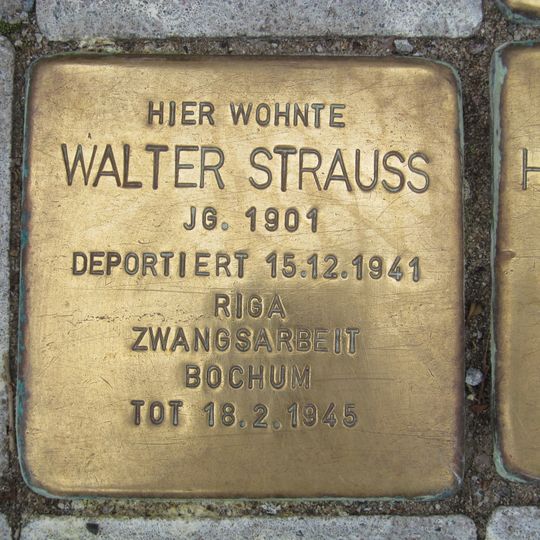 HIER WOHNTE
WALTER STRAUSS
JG. 1901
DEPORTIERT 15.12.1941
RIGA
ZWANGSARBEIT
BOCHUM
TOT 18.2.1945
H